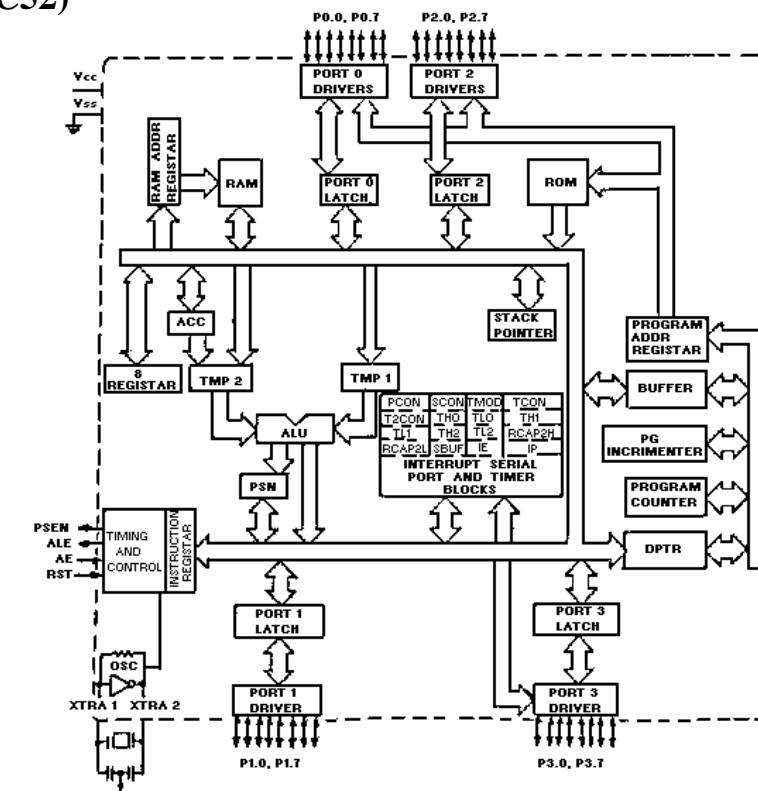 C52)
P0.0, P0.7
P2.0, P2.7
Vcc
Vss
PORT 0
DRIVERS
PORT 2
DRIVERS
RAM ADDR
REGISTAR
RAM
PORT 0
LATCH
PORT 2
LATCH
ROM
ACC
STACK
POINTER
PROGRAM
ADDR
REGISTAR
8
REGISTAR
TMP 2
TMP 1
BUFFER
PCON SCON TMOD TCON
T2CON TH0 TL0 TH1
TL1 TH2 TL2 RCAP2H
RCAP2L SBUF IE IP
INTERRUPT SERIAL
PORT AND TIMER
BLOCKS
ALU
PG
INCRIMENTER
PSN
PROGRAM
COUNTER
PSEN
ALE
AE
RST
TIMING
AND
CONTROL
INSTRUCTION
REGISTAR
DPTR
PORT 1
LATCH
PORT 3
LATCH
OSC
XTRA 1 XTRA 2
PORT 1
DRIVER
PORT 3
DRIVER
P1.0, P1.7
P3.0, P3.7